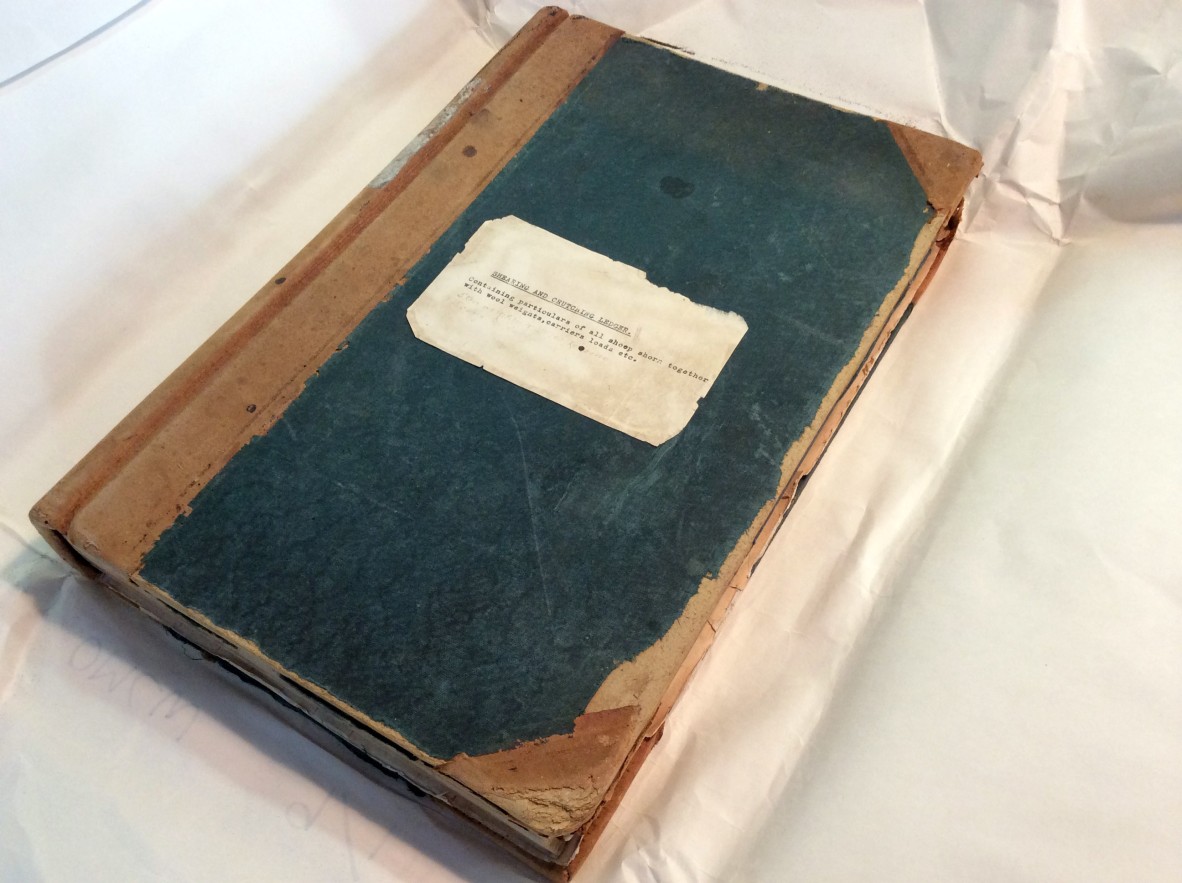 SHEARING AND CRUTCHING LEDGER.
Containing particulars of all sheep shorn together
with wool weights,carriers loads etc.